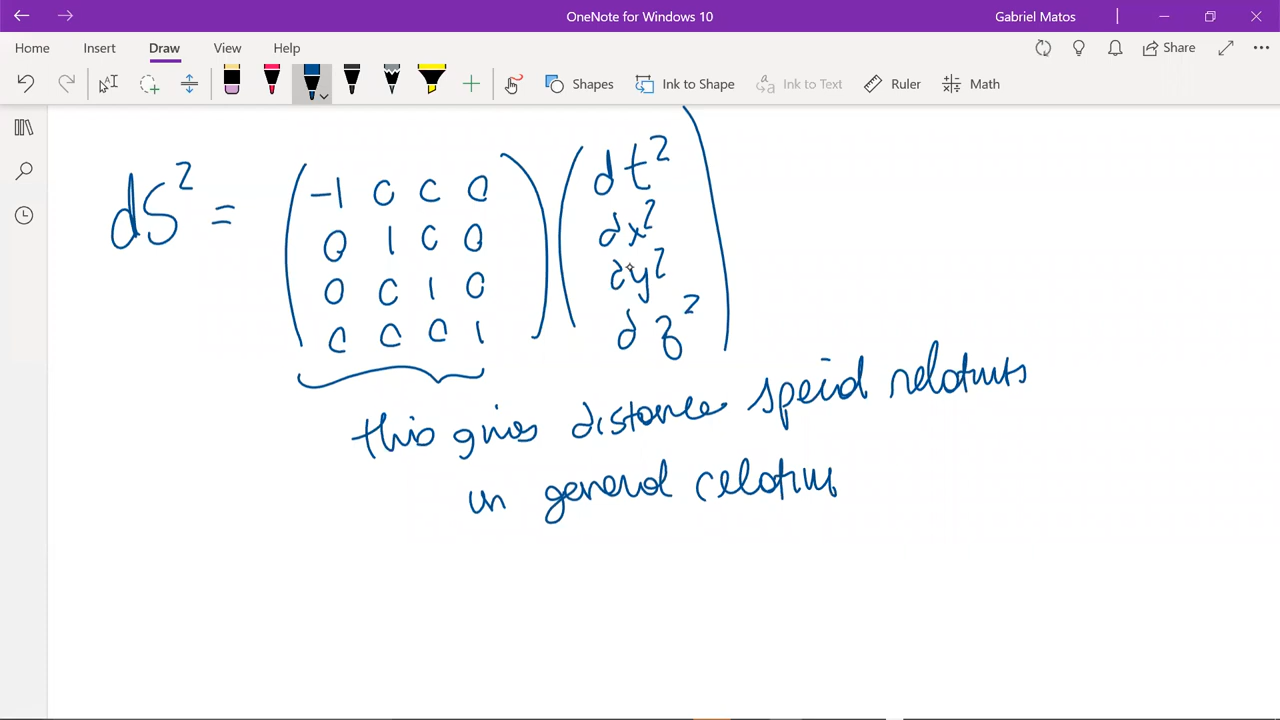 OneNote for Windows 10
Gabriel Matos
Home Insert Draw View Help
Share
Shapes
Ink to Shape
Ink to Text
Ruler
Math
dS² = (-1 0 0 0) (dt²)
(0 1 0 0) (dx²)
(0 0 1 0) (dy²)
(0 0 0 1) (dz²)
this gives distance special
in general